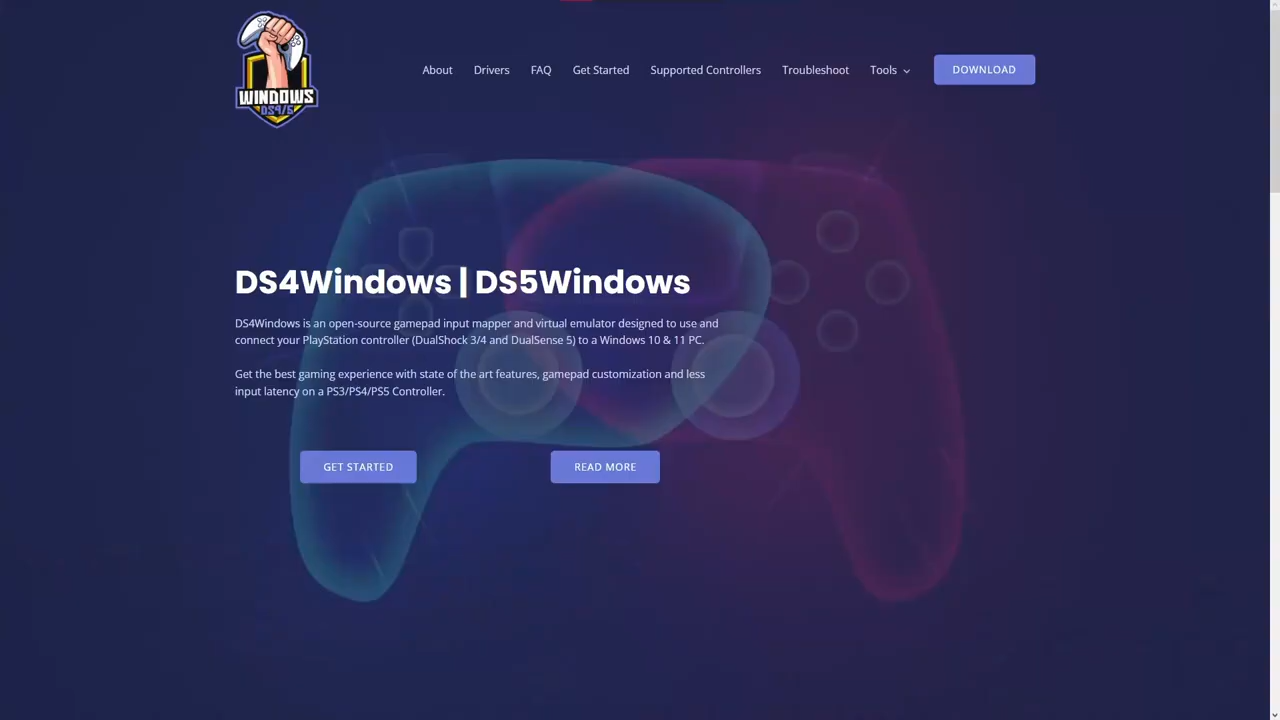 WINDOWS
DS4/5
About Drivers FAQ Get Started Supported Controllers Troubleshoot Tools DOWNLOAD
DS4Windows | DS5Windows
DS4Windows is an open-source gamepad input mapper and virtual emulator designed to use and
connect your PlayStation controller (DualShock 3/4 and DualSense 5) to a Windows 10 & 11 PC.
Get the best gaming experience with state of the art features, gamepad customization and less
input latency on a PS3/PS4/PS5 Controller.
GET STARTED READ MORE